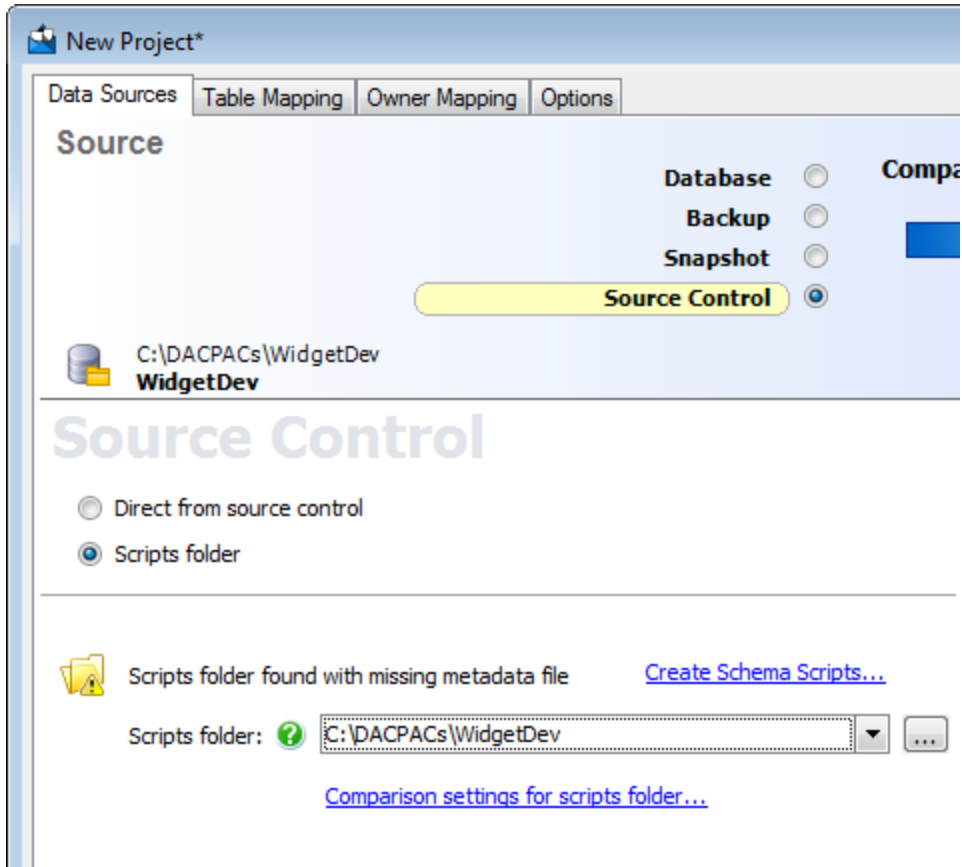 New Project*
Data Sources Table Mapping Owner Mapping Options
Source
Database
Backup
Snapshot
Source Control
C:\DACPACs\WidgetDev
WidgetDev
Source Control
Direct from source control
Scripts folder
Scripts folder found with missing metadata file Create Schema Scripts...
Scripts folder: ? C:\DACPACs\WidgetDev ...
Comparison settings for scripts folder...